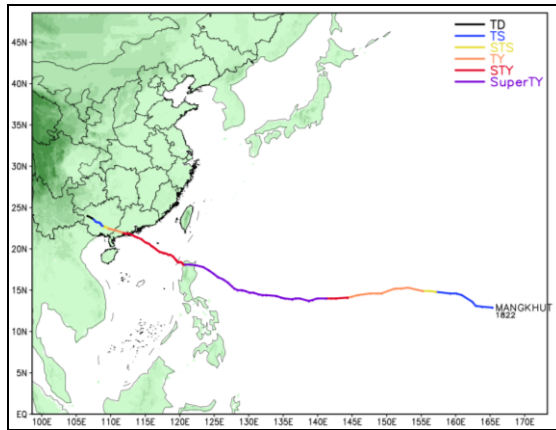 45N
40N
35N
30N
25N
20N
15N
10N
5N
EQ
TD
TS
STS
TY
STY
SuperTY
MANGKHUT
1822
100E 105E 110E 115E 120E 125E 130E 135E 140E 145E 150E 155E 160E 165E 170E